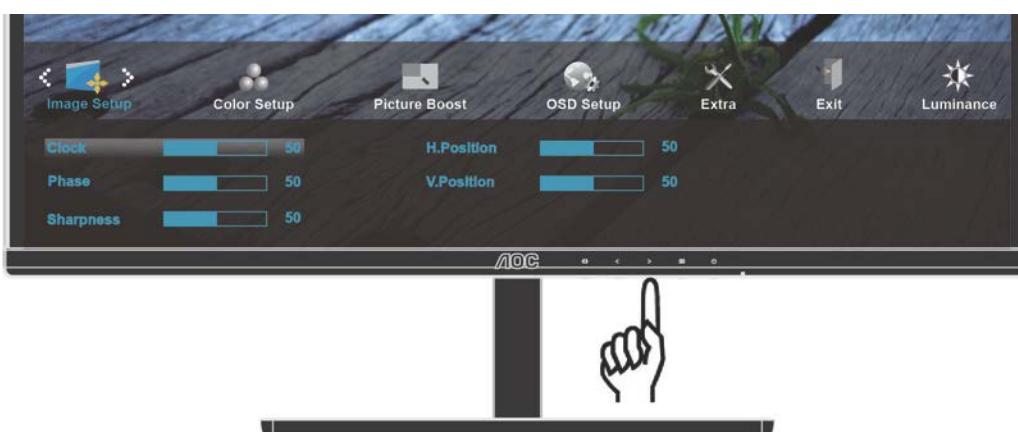 Image Setup Color Setup Picture Boost OSD Setup Extra Exit Luminance
Clock 50 H.Position 50
Phase 50 V.Position 50
Sharpness 50
AOC